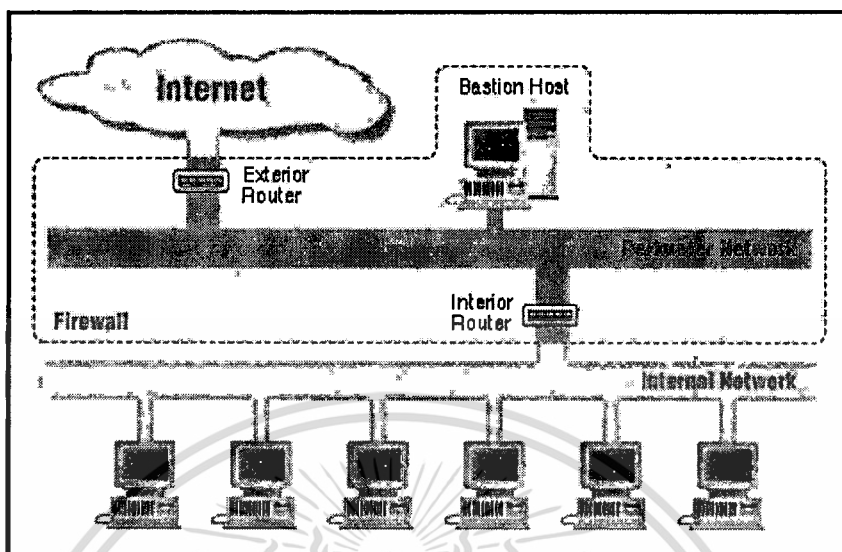 Internet
Bastion Host
Exterior
Router
Perimeter Network
Interior
Router
Firewall
Internal Network